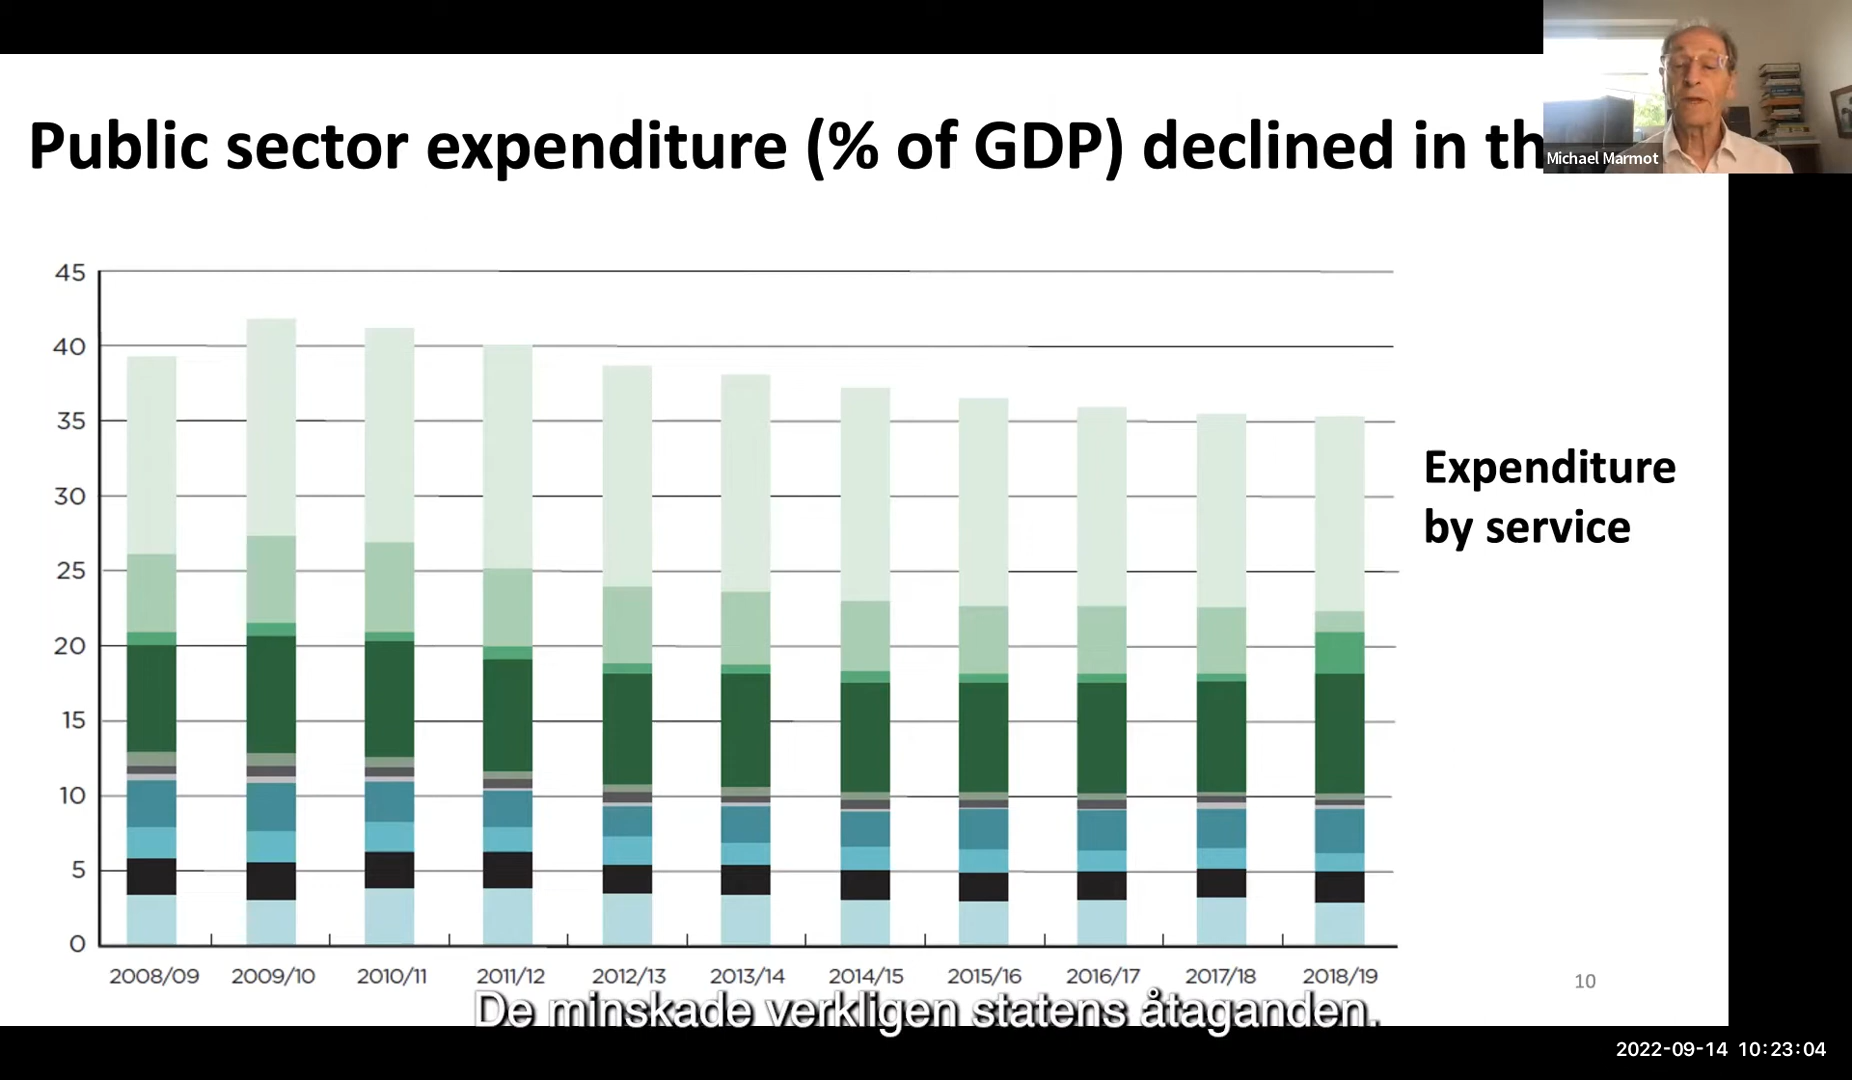 Public sector expenditure (% of GDP) declined in th
Michael Marmot
45
40
35
30
25
20
15
10
5
0
Expenditure
by service
2008/09 2009/10 2010/11 2011/12 2012/13 2013/14 2014/15 2015/16 2016/17 2017/18 2018/19
10
De minskade verkligen statens åtaganden.
2022-09-14 10:23:04